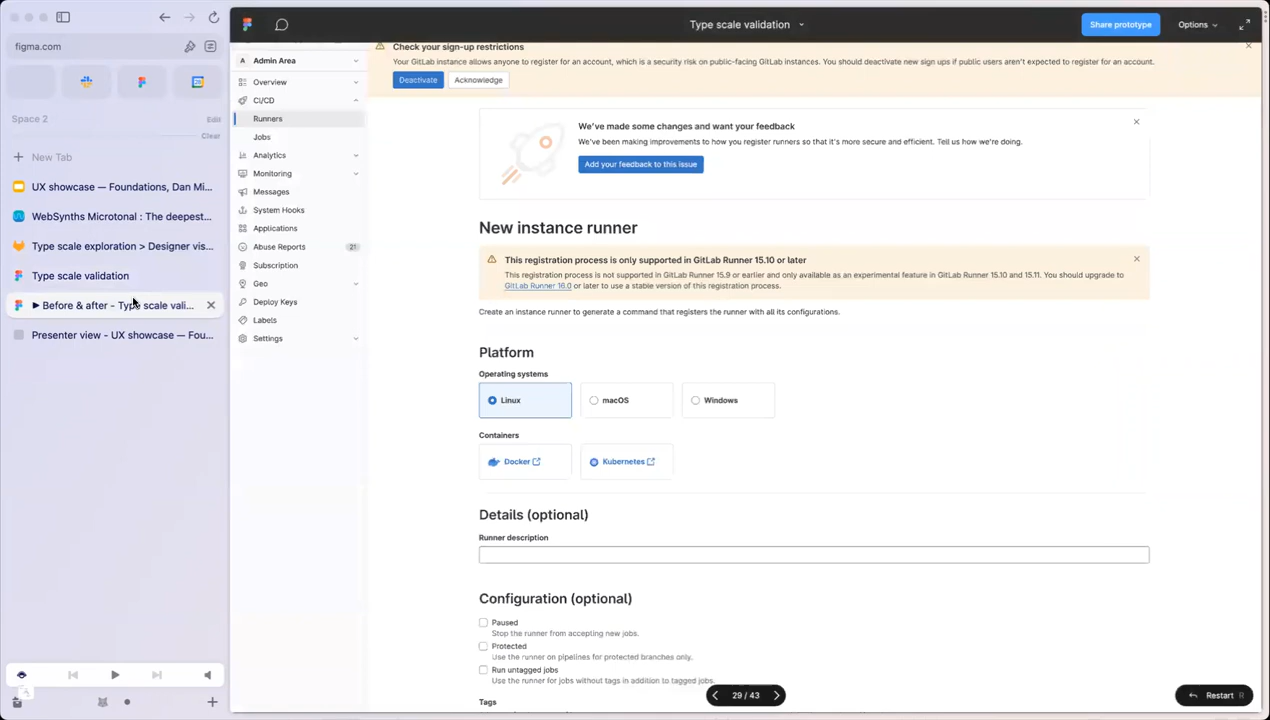 figma.com
Space 2
Edit
Clear
New Tab
UX showcase — Foundations, Dan Mi...
WebSynths Microtonal : The deepest...
Type scale exploration > Designer vis...
Type scale validation
▶ Before & after - Type scale vali...
Presenter view - UX showcase — Fou...
Type scale validation
Share prototype
Options
A Admin Area
Overview
CI/CD
Runners
Jobs
Analytics
Monitoring
Messages
System Hooks
Applications
Abuse Reports 21
Subscription
Geo
Deploy Keys
Labels
Settings
Check your sign-up restrictions
Your GitLab instance allows anyone to register for an account, which is a security risk on public-facing GitLab instances. You should deactivate new sign ups if public users aren't expected to register for an account.
Deactivate
Acknowledge
We've made some changes and want your feedback
We've been making improvements to how you register runners so that it's more secure and efficient. Tell us how we're doing.
Add your feedback to this issue
New instance runner
This registration process is only supported in GitLab Runner 15.10 or later
This registration process is not supported in GitLab Runner 15.9 or earlier and only available as an experimental feature in GitLab Runner 15.10 and 15.11. You should upgrade to
GitLab Runner 16.0 or later to use a stable version of this registration process.
Create an instance runner to generate a command that registers the runner with all its configurations.
Platform
Operating systems
Linux
macOS
Windows
Containers
Docker
Kubernetes
Details (optional)
Runner description
Configuration (optional)
Paused
Stop the runner from accepting new jobs.
Protected
Use the runner on pipelines for protected branches only.
Run untagged jobs
Use the runner for jobs without tags in addition to tagged jobs.
Tags
29 / 43
Restart R